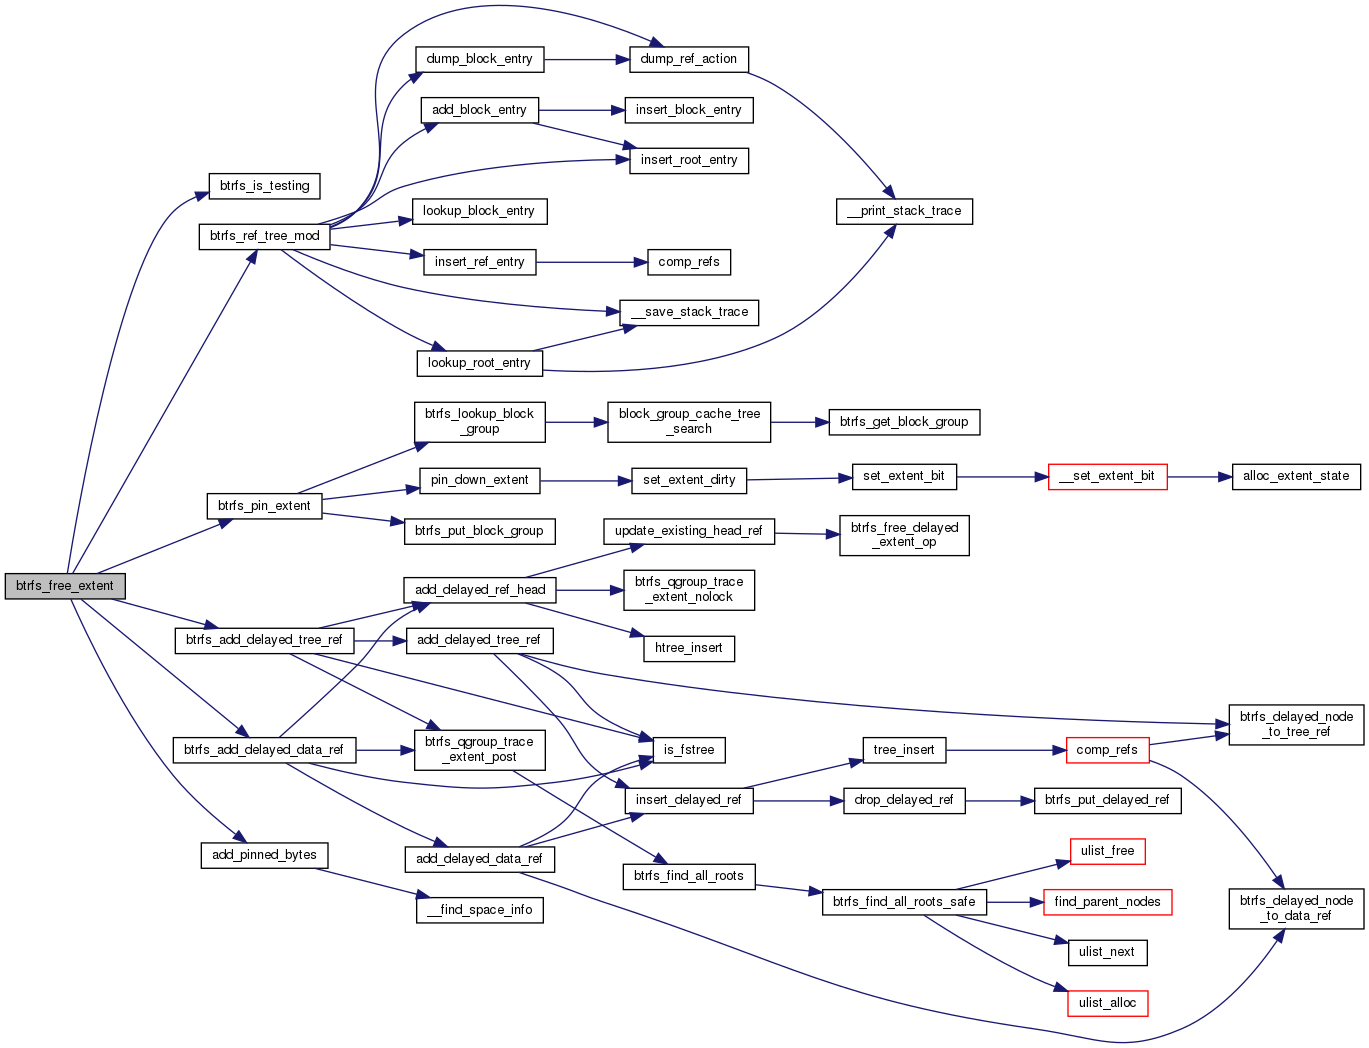 dump_block_entry
dump_ref_action
add_block_entry
insert_block_entry
insert_root_entry
btrfs_is_testing
lookup_block_entry
__print_stack_trace
btrfs_ref_tree_mod
insert_ref_entry
comp_refs
__save_stack_trace
lookup_root_entry
btrfs_lookup_block
_group
block_group_cache_tree
_search
btrfs_get_block_group
pin_down_extent
set_extent_dirty
set_extent_bit
__set_extent_bit
alloc_extent_state
btrfs_pin_extent
btrfs_put_block_group
update_existing_head_ref
btrfs_free_delayed
_extent_op
btrfs_free_extent
add_delayed_ref_head
btrfs_qgroup_trace
_extent_nolock
btrfs_add_delayed_tree_ref
add_delayed_tree_ref
htree_insert
btrfs_delayed_node
_to_tree_ref
btrfs_add_delayed_data_ref
btrfs_qgroup_trace
_extent_post
is_fstree
tree_insert
comp_refs
insert_delayed_ref
drop_delayed_ref
btrfs_put_delayed_ref
add_pinned_bytes
add_delayed_data_ref
ulist_free
btrfs_find_all_roots
btrfs_find_all_roots_safe
find_parent_nodes
btrfs_delayed_node
_to_data_ref
__find_space_info
ulist_next
ulist_alloc